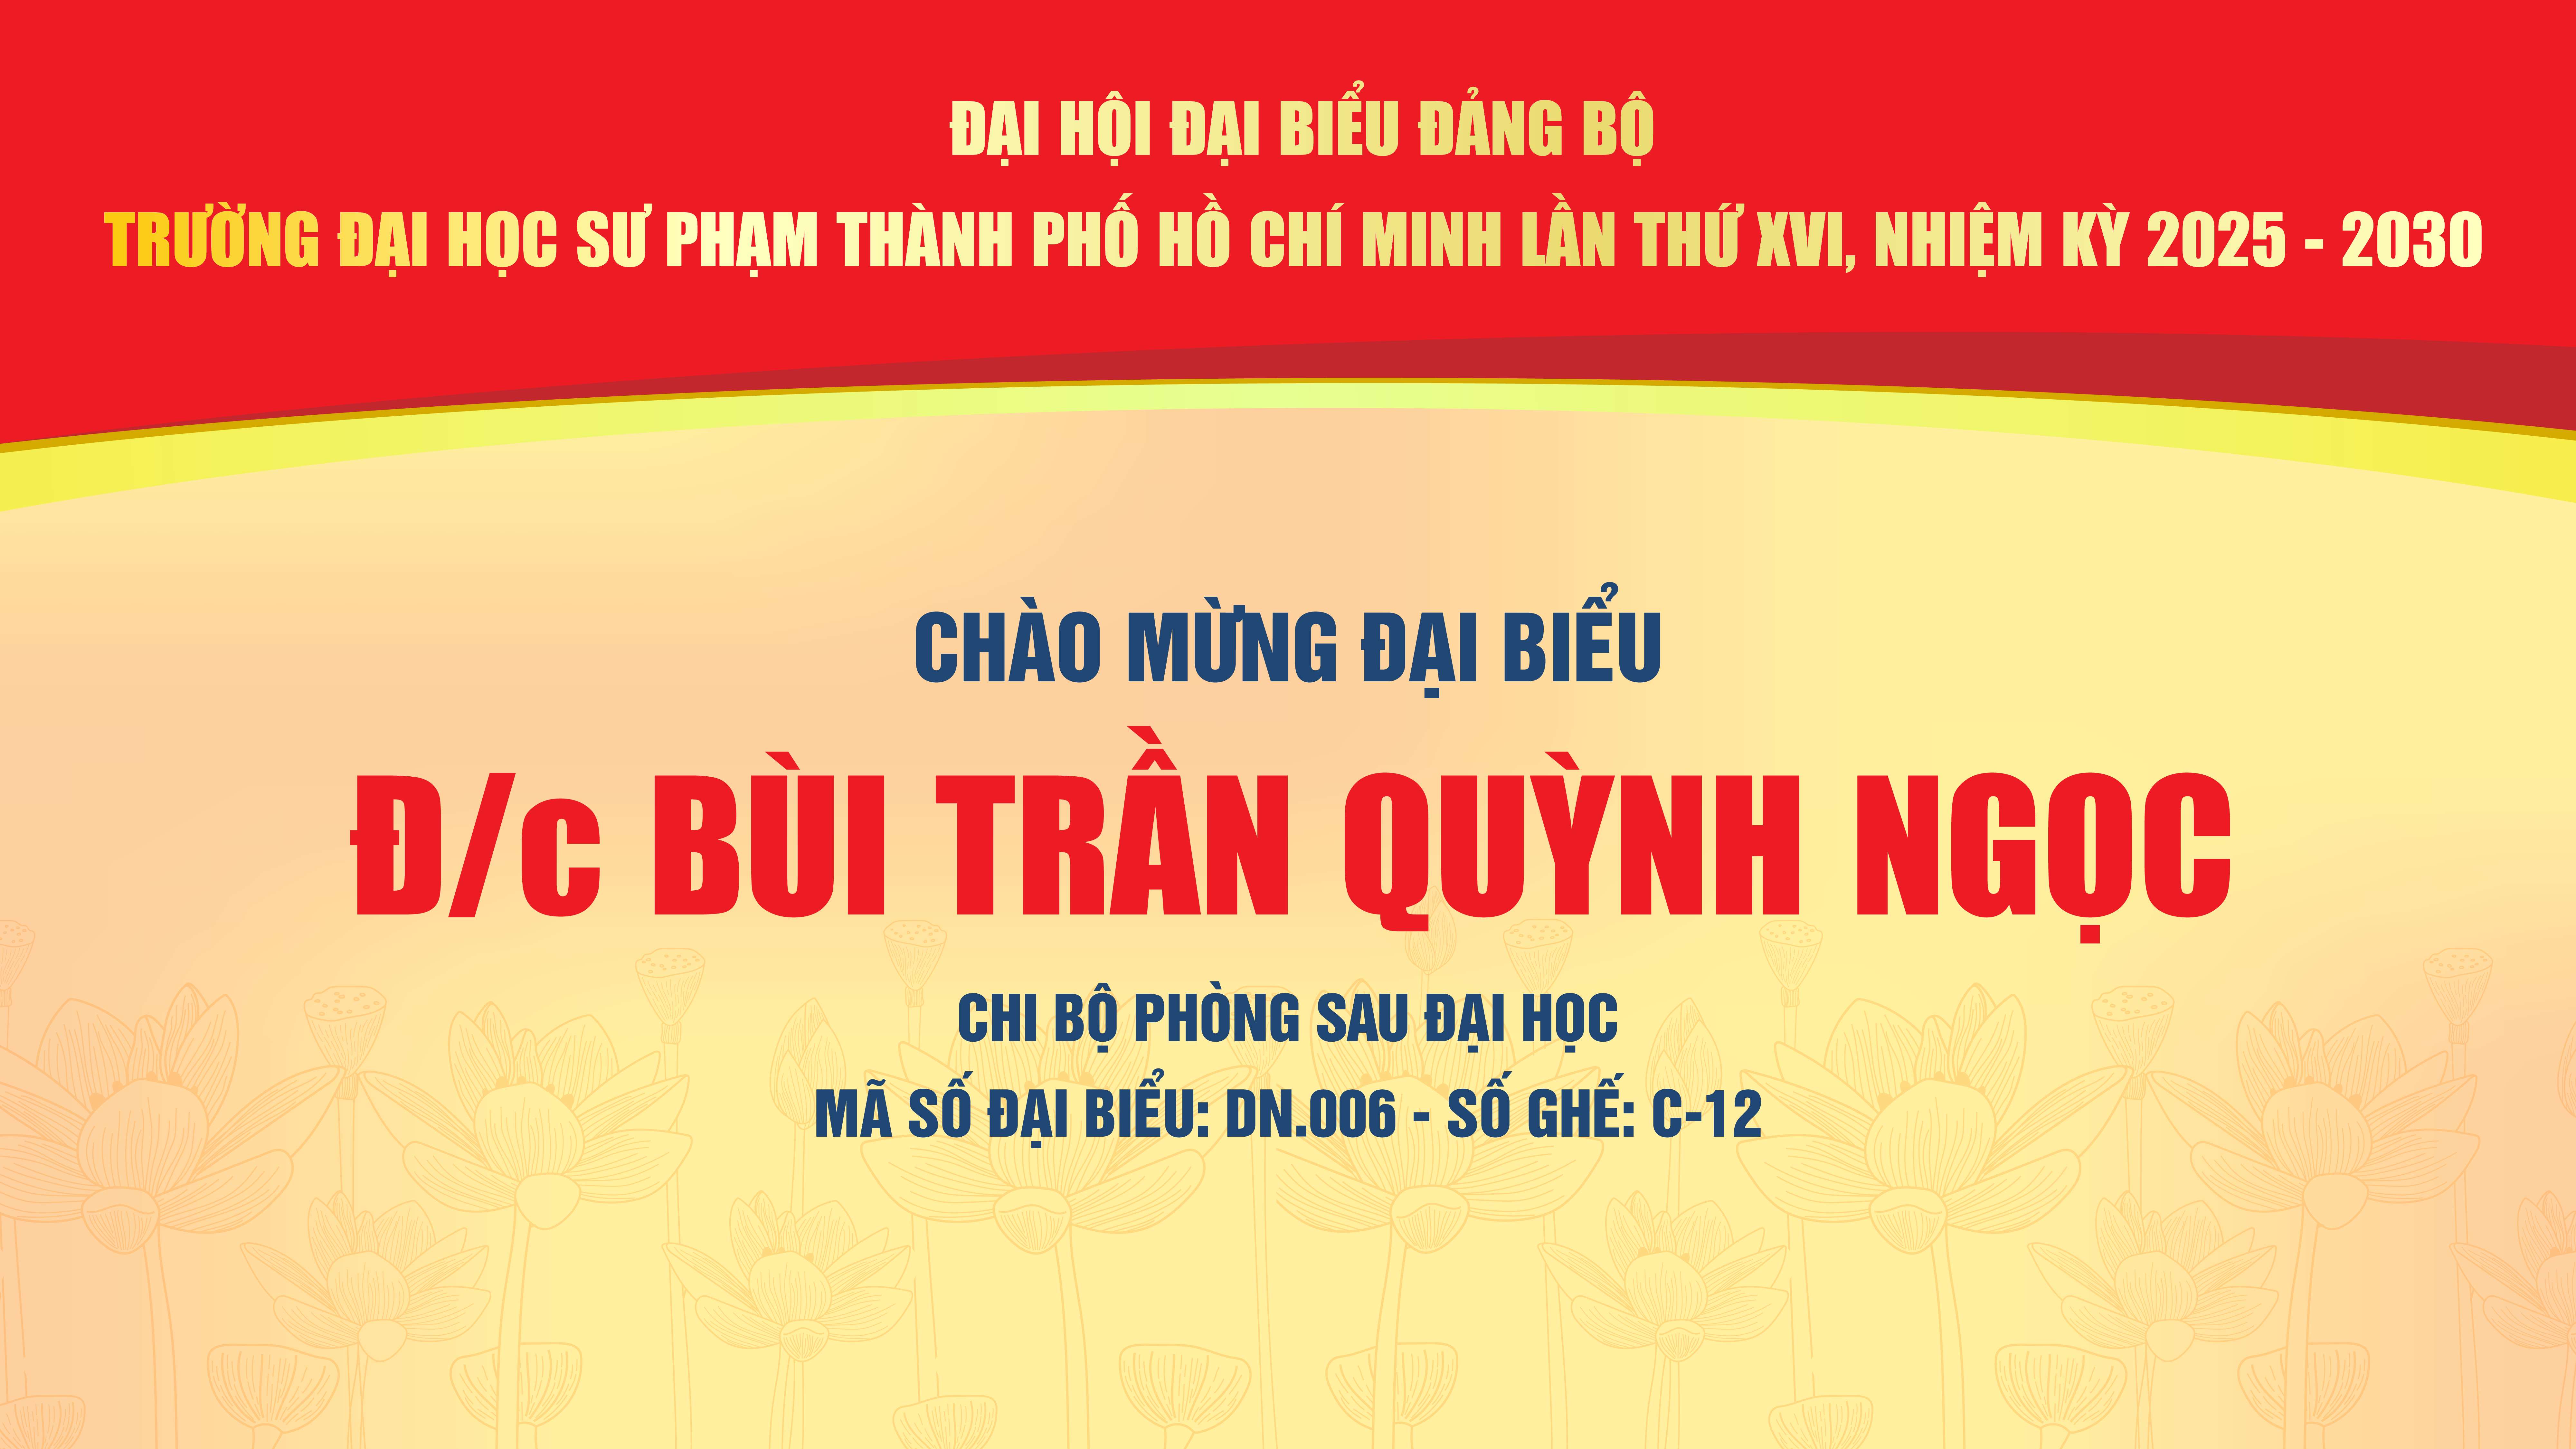 ĐẠI HỘI ĐẠI BIỂU ĐẢNG BỘ
TRƯỜNG ĐẠI HỌC SƯ PHẠM THÀNH PHỐ HỒ CHÍ MINH LẦN THỨ XVI, NHIỆM KỲ 2025 - 2030
CHÀO MỪNG ĐẠI BIỂU
Đ/c BÙI TRẦN QUỲNH NGỌC
CHI BỘ PHÒNG SAU ĐẠI HỌC
MÃ SỐ ĐẠI BIỂU: DN.006 - SỐ GHẾ: C-12